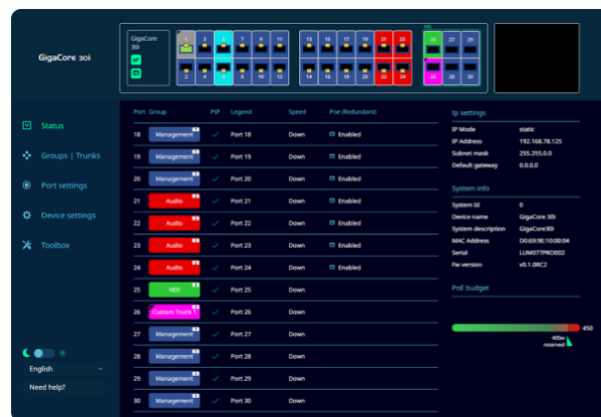 GigaCore 30i
GigaCore
30i
1 3 5 7 9 11 13 15 17 19 21 23 25 27 29
2 4 6 8 10 12 14 16 18 20 22 24 26 28 30
Status
Groups | Trunks
Port settings
Device settings
Toolbox
English
Need help?
Port Group PtP Legend Speed Poe (Redundant)
18 Management Port 18 Down Enabled
19 Management Port 19 Down Enabled
20 Management Port 20 Down Enabled
21 Audio Port 21 Down Enabled
22 Audio Port 22 Down Enabled
23 Audio Port 23 Down Enabled
24 Audio Port 24 Down Enabled
25 NDI Port 25 Down
26 Custom Trunk 1 Port 26 Down
27 Management Port 27 Down
28 Management Port 28 Down
29 Management Port 29 Down
30 Management Port 30 Down
Ip settings
IP Mode static
IP Address 192.168.78.125
Subnet mask 255.255.0.0
Default gateway 0.0.0.0
System info
System Id 0
Device name GigaCore 30i
System description GigaCore30i
MAC Address D0:69:9E:10:00:04
Serial LUM077PRO002
Fw version v0.1.0RC2
PoE budget
450
405w
reserved